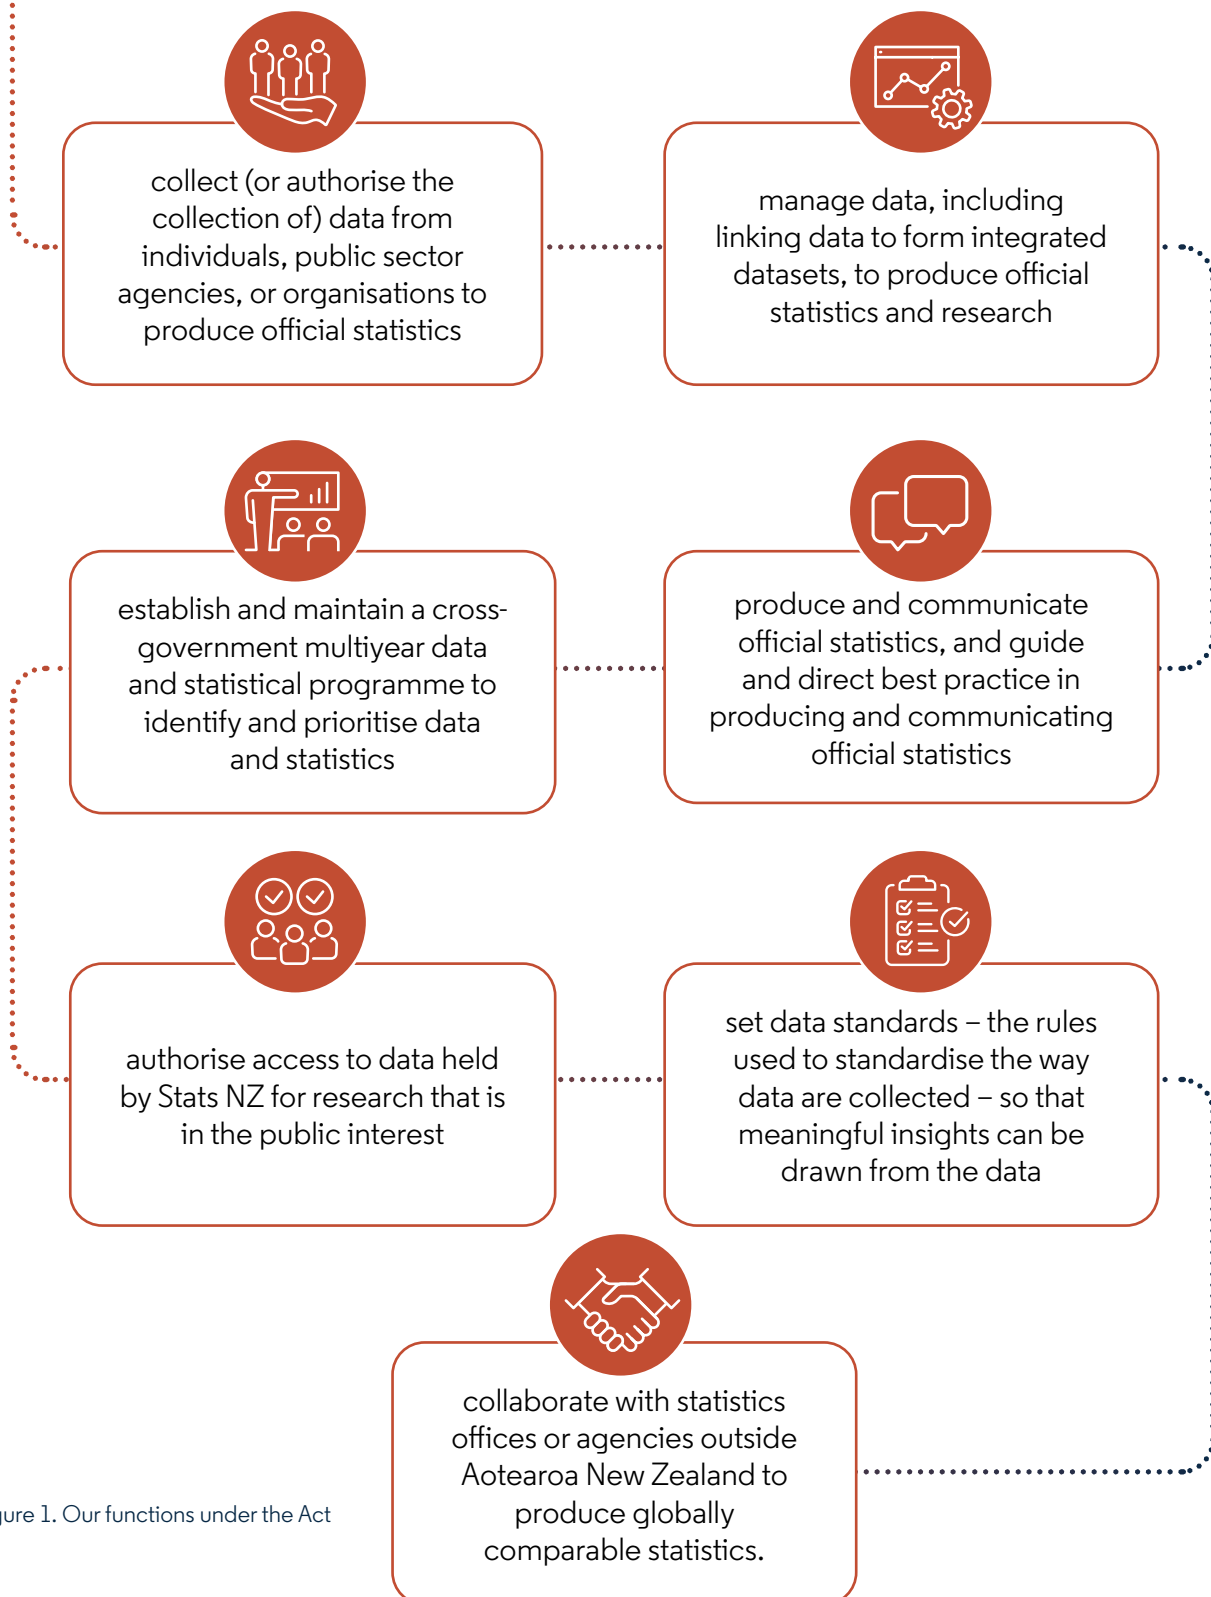 collect (or authorise the
collection of) data from
individuals, public sector
agencies, or organisations to
produce official statistics
manage data, including
linking data to form integrated
datasets, to produce official
statistics and research
produce and communicate
official statistics, and guide
and direct best practice in
producing and communicating
official statistics
establish and maintain a cross-
government multiyear data
and statistical programme to
identify and prioritise data
and statistics
authorise access to data held
by Stats NZ for research that is
in the public interest
set data standards – the rules
used to standardise the way
data are collected – so that
meaningful insights can be
drawn from the data
collaborate with statistics
offices or agencies outside
Aotearoa New Zealand to
produce globally
comparable statistics.
gure 1. Our functions under the Act